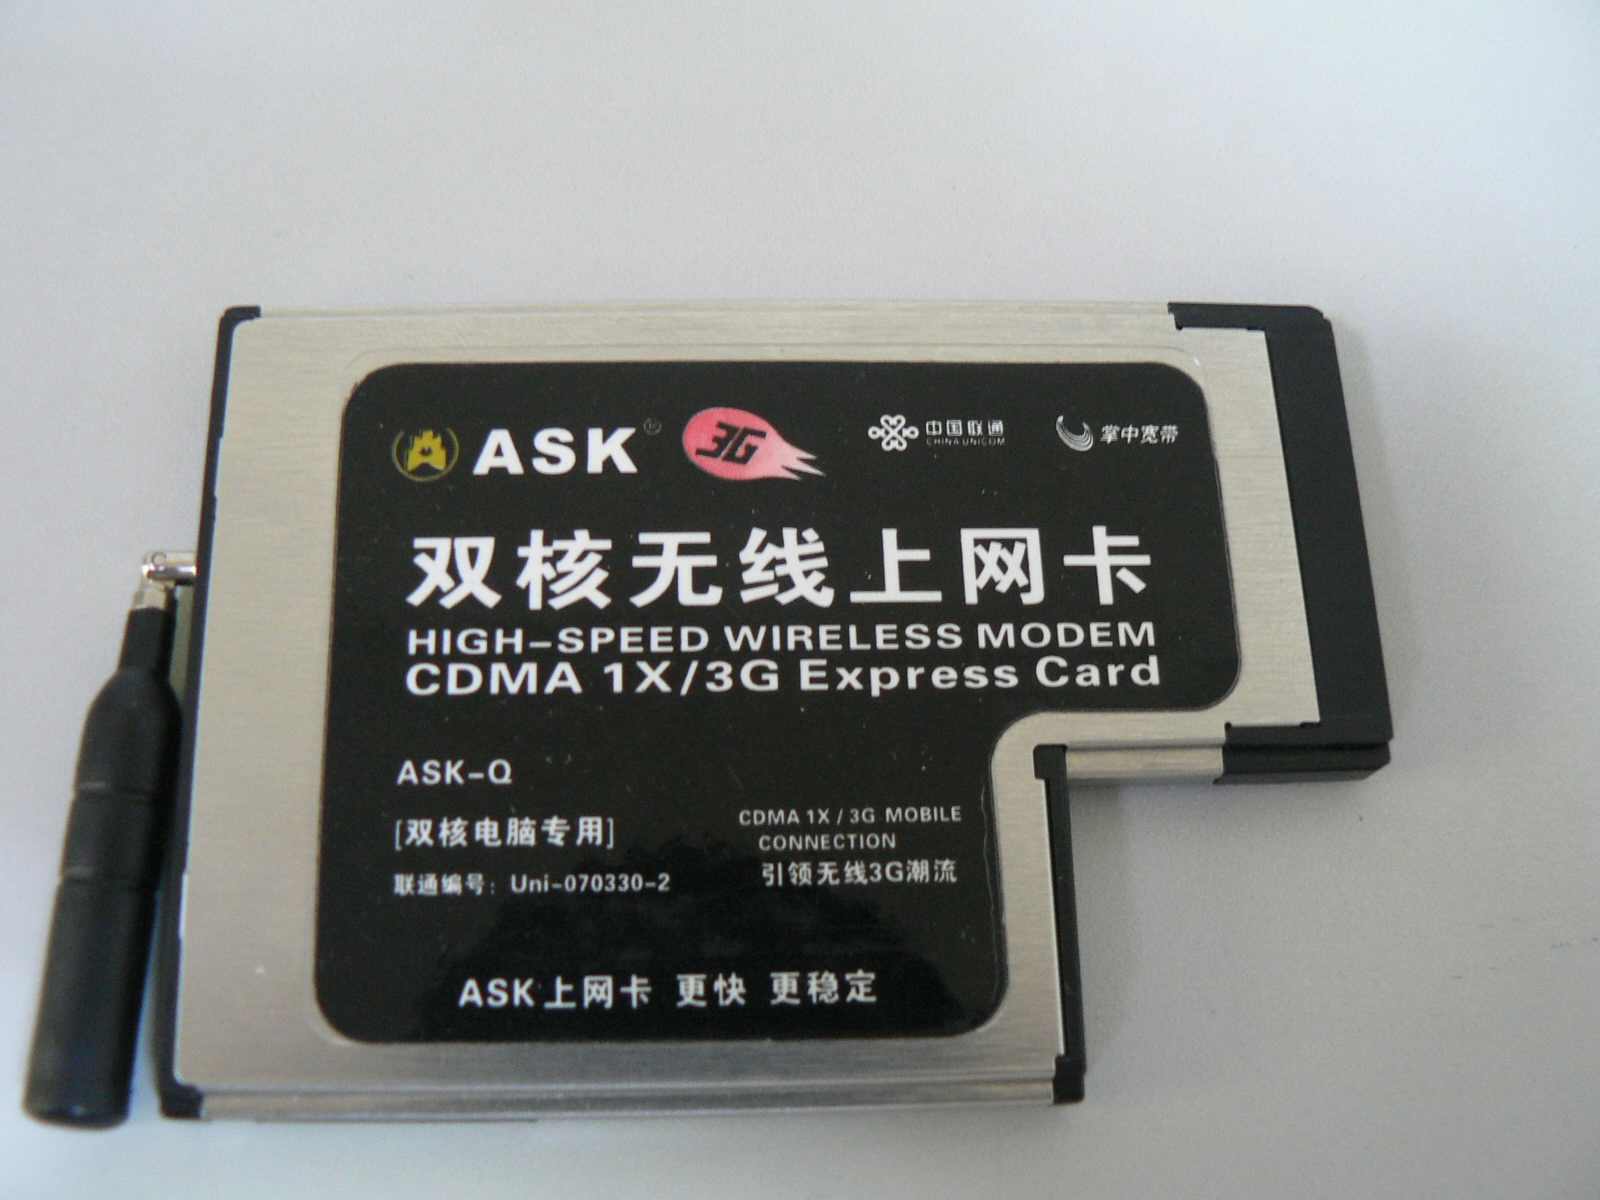 ASK® 3G 中国联通 掌中宽带
CHINA UNICOM
双核无线上网卡
HIGH-SPEED WIRELESS MODEM
CDMA 1X/3G Express Card
ASK-Q
[双核电脑专用]
联通编号: Uni-070330-2
CDMA 1X / 3G MOBILE
CONNECTION
引领无线3G潮流
ASK上网卡 更快 更稳定